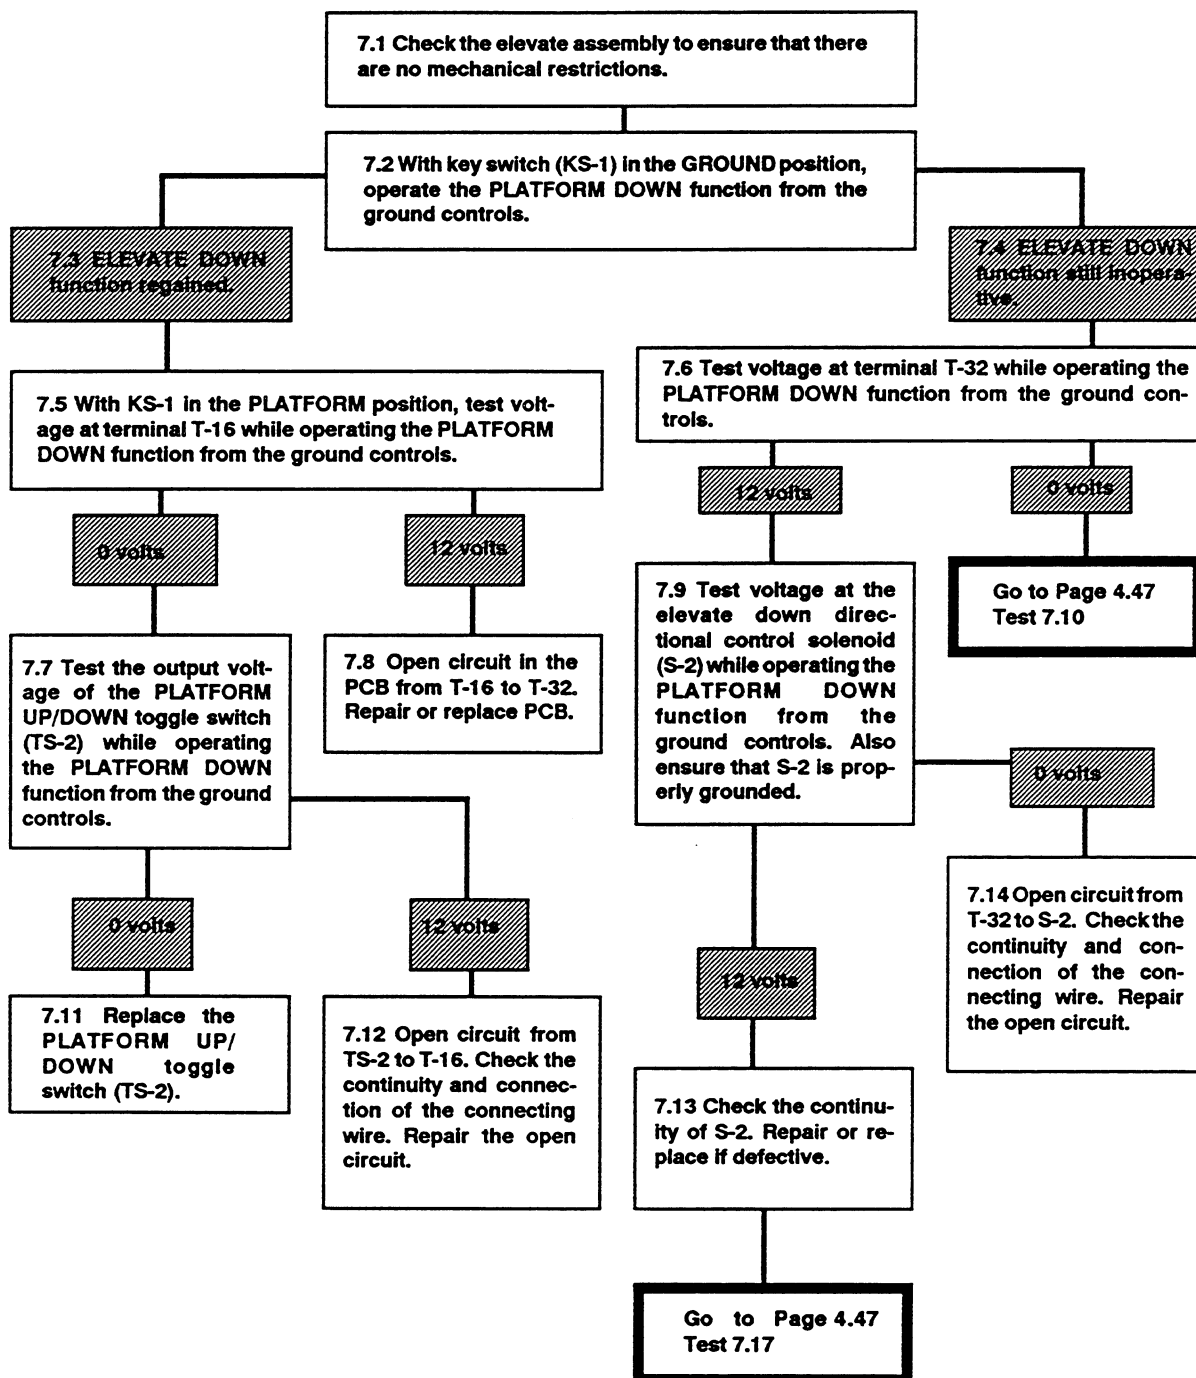 7.1 Check the elevate assembly to ensure that there
are no mechanical restrictions.
7.2 With key switch (KS-1) in the GROUND position,
operate the PLATFORM DOWN function from the
ground controls.
7.3 ELEVATE DOWN
function regained.
7.4 ELEVATE DOWN
function still inopera-
tive.
7.5 With KS-1 in the PLATFORM position, test volt-
age at terminal T-16 while operating the PLATFORM
DOWN function from the ground controls.
7.6 Test voltage at terminal T-32 while operating the
PLATFORM DOWN function from the ground con-
trols.
0 volts
12 volts
12 volts
0 volts
7.7 Test the output volt-
age of the PLATFORM
UP/DOWN toggle switch
(TS-2) while operating
the PLATFORM DOWN
function from the ground
controls.
7.8 Open circuit in the
PCB from T-16 to T-32.
Repair or replace PCB.
7.9 Test voltage at the
elevate down direc-
tional control solenoid
(S-2) while operating the
PLATFORM DOWN
function from the
ground controls. Also
ensure that S-2 is prop-
erly grounded.
Go to Page 4.47
Test 7.10
0 volts
0 volts
12 volts
12 volts
7.11 Replace the
PLATFORM UP/
DOWN toggle
switch (TS-2).
7.12 Open circuit from
TS-2 to T-16. Check the
continuity and connec-
tion of the connecting
wire. Repair the open
circuit.
7.13 Check the continu-
ity of S-2. Repair or re-
place if defective.
7.14 Open circuit from
T-32 to S-2. Check the
continuity and con-
nection of the con-
necting wire. Repair
the open circuit.
Go to Page 4.47
Test 7.17